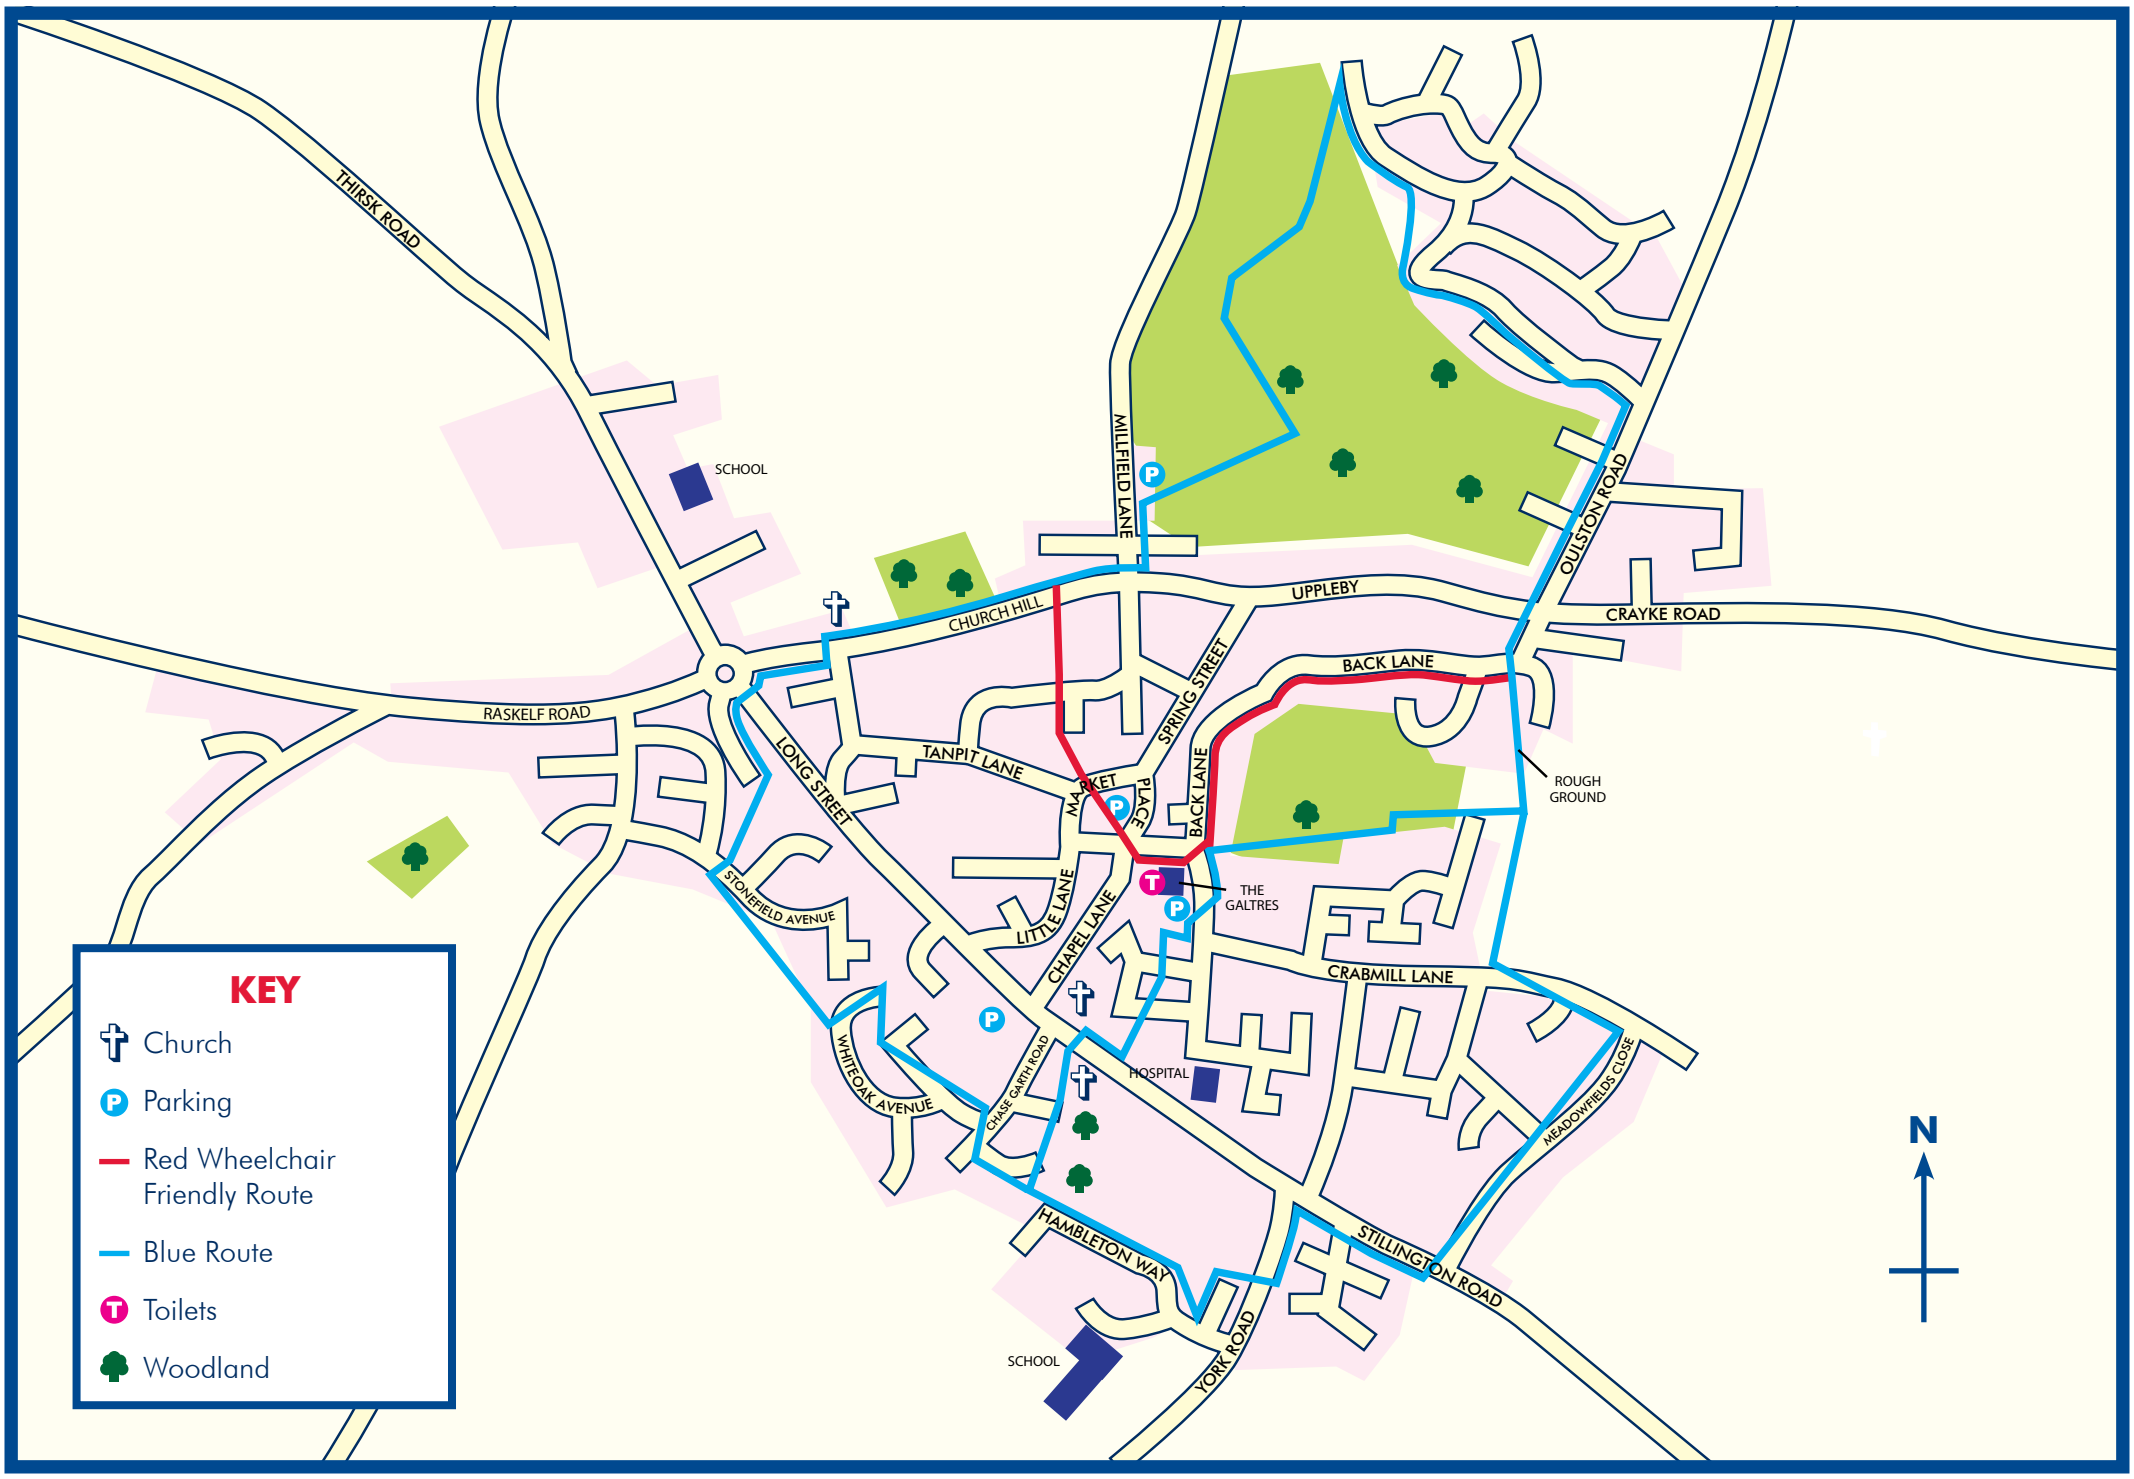 THIRSK ROAD
SCHOOL
MILLFIELD LANE
P
OULSTON ROAD
CHURCH HILL
UPPLEBY
CRAYKE ROAD
RASKELF ROAD
BACK LANE
SPRING STREET
LONG STREET
TANPIT LANE
MARKET
PLACE
P
BACK LANE
ROUGH
GROUND
T
THE
GALTRES
P
STONEFIELD AVENUE
LITTLE LANE
CHAPEL LANE
CRABMILL LANE
P
WHITEOAK AVENUE
CHASE GARTH ROAD
HOSPITAL
MEADOWFIELDS CLOSE
HAMBLETON WAY
STILLINGTON ROAD
YORK ROAD
SCHOOL
N
KEY
Church
P Parking
Red Wheelchair
Friendly Route
Blue Route
T Toilets
Woodland